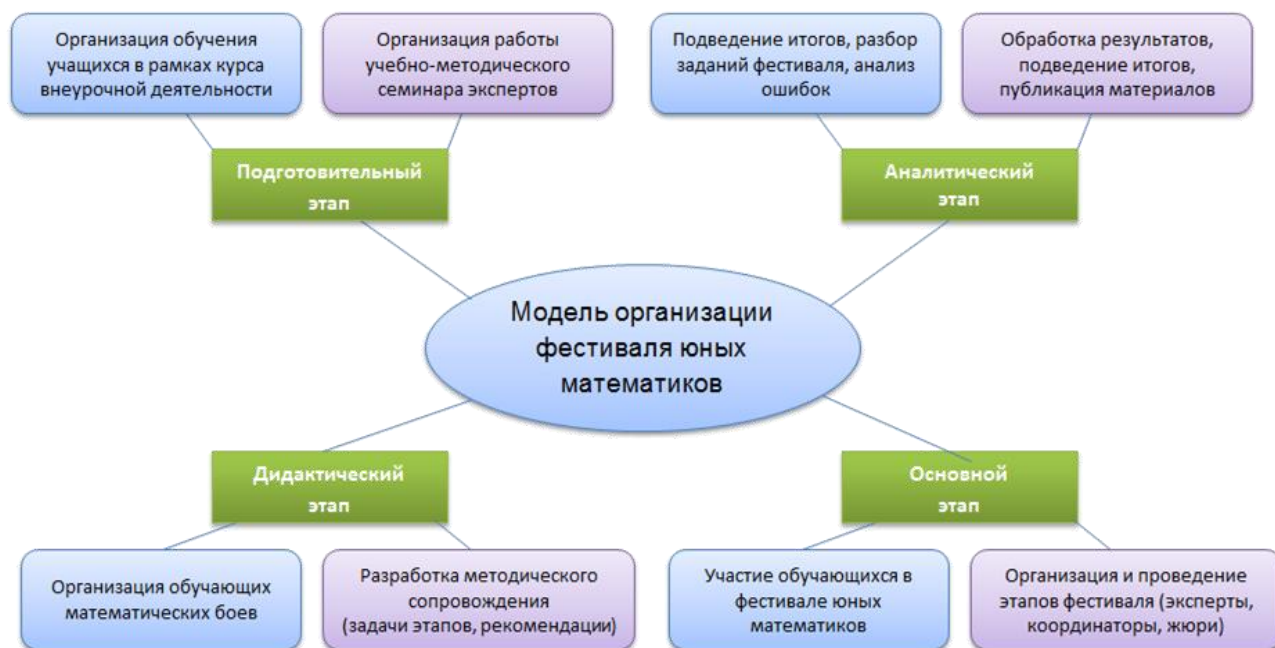 Организация обучения
учащихся в рамках курса
внеурочной деятельности
Организация работы
учебно-методического
семинара экспертов
Подведение итогов, разбор
заданий фестиваля, анализ
ошибок
Обработка результатов,
подведение итогов,
публикация материалов
Подготовительный
этап
Аналитический
этап
Модель организации
фестиваля юных
математиков
Дидактический
этап
Основной
этап
Организация обучающих
математических боев
Разработка методического
сопровождения
(задачи этапов, рекомендации)
Участие обучающихся в
фестивале юных
математиков
Организация и проведение
этапов фестиваля (эксперты,
координаторы, жюри)